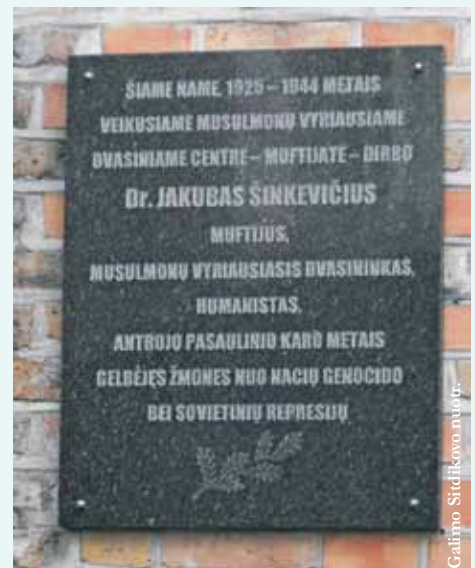 ŠIAME NAME, 1925 – 1944 METAIS
VEIKUSIAME MUSULMONŲ VYRIAUSIAME
DVASINIAME CENTRE – MUFTIJATE – DIRBO
Dr. JAKUBAS ŠINKEVIČIUS
MUFTIJUS,
MUSULMONŲ VYRIAUSIASIS DVASININKAS,
HUMANISTAS,
ANTROJO PASAULINIO KARO METAIS
GELBĖJĘS ŽMONES NUO NACIŲ GENOCIDO
BEI SOVIETINIŲ REPRESIJŲ
Galimo Sitdikovo nuotr.